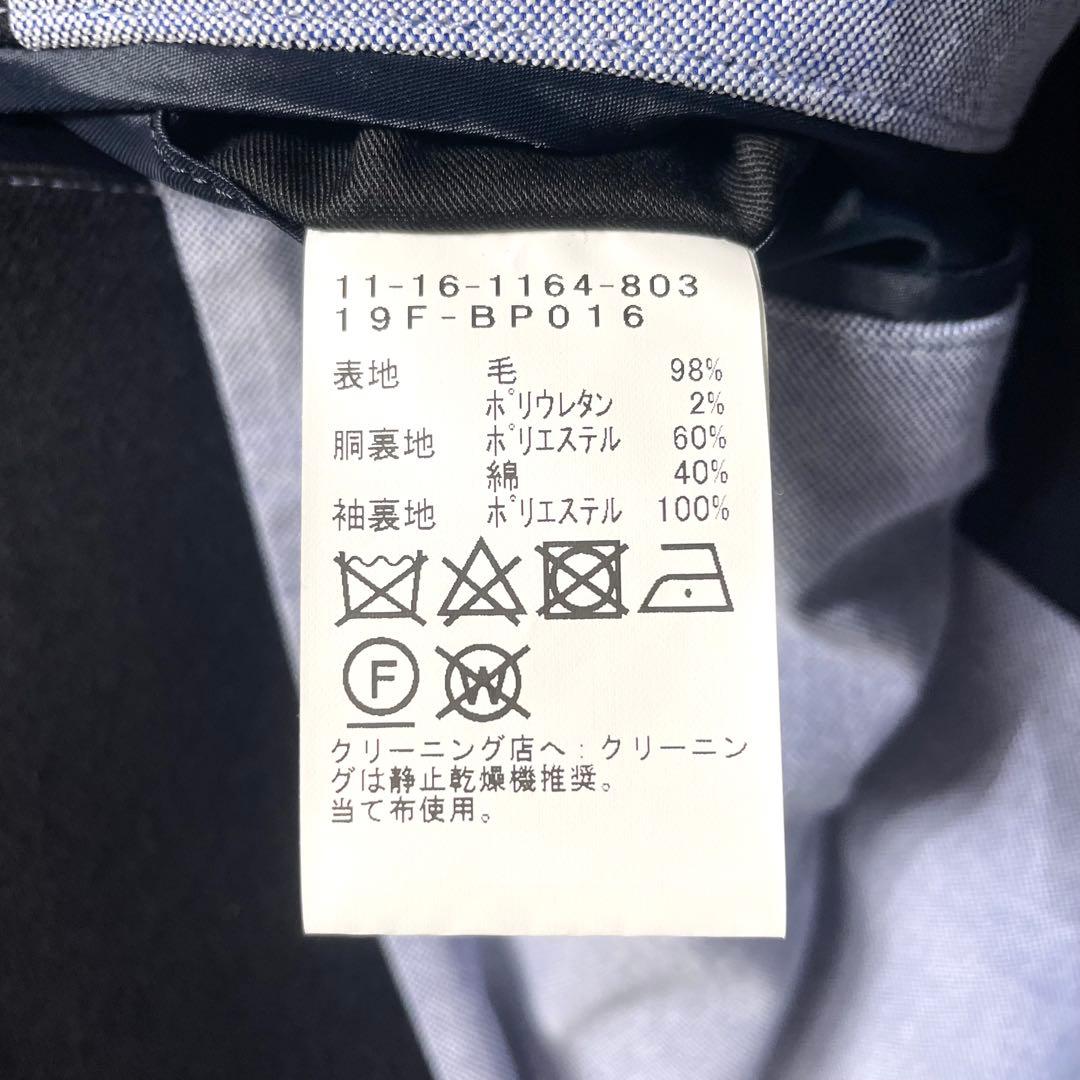 11-16-1164-803
19F-BP016
表地 毛 98%
ポリウレタン 2%
胴裏地 ポリエステル 60%
綿 40%
袖裏地 ポリエステル 100%
F W
クリーニング店へ：クリーニン
グは静止乾燥機推奨。
当て布使用。